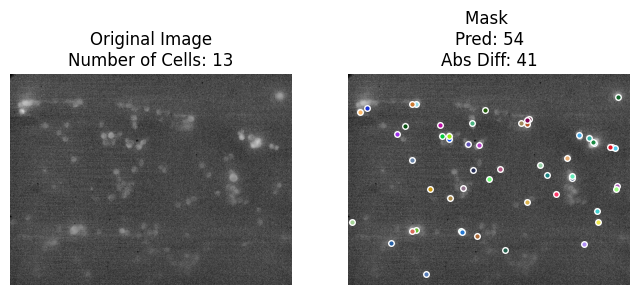 Original Image
Number of Cells: 13
Mask
Pred: 54
Abs Diff: 41